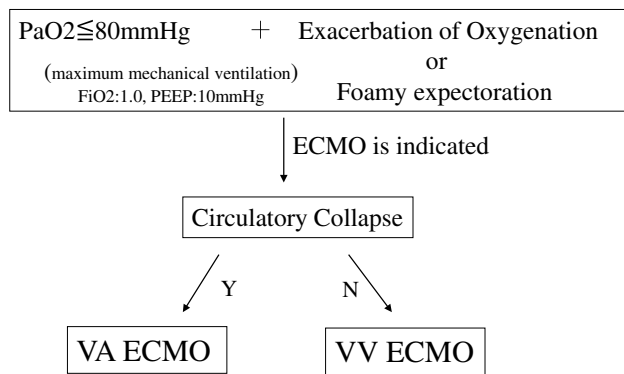 PaO2≦80mmHg + Exacerbation of Oxygenation
(maximum mechanical ventilation) or
FiO2:1.0, PEEP:10mmHg Foamy expectoration
ECMO is indicated
Circulatory Collapse
Y N
VA ECMO VV ECMO